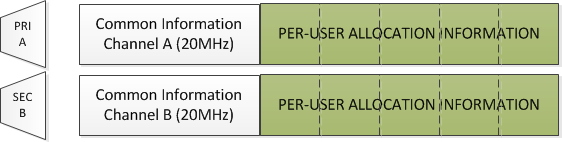 PRI
A
Common Information
Channel A (20MHz)
PER-USER ALLOCATION INFORMATION
SEC
B
Common Information
Channel B (20MHz)
PER-USER ALLOCATION INFORMATION